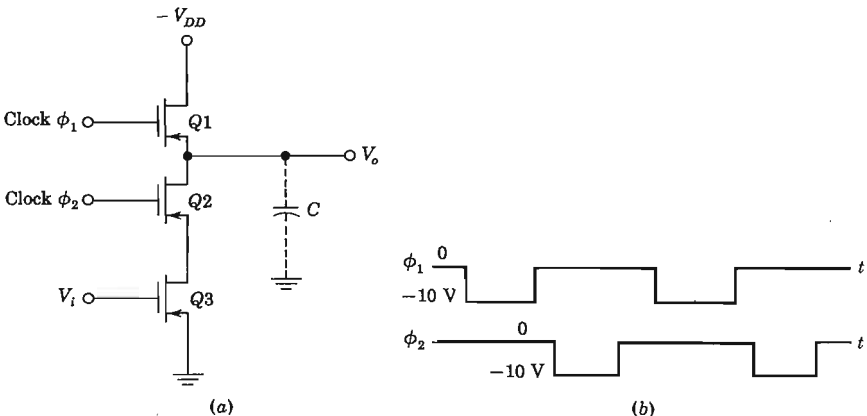 − V_DD
Clock ϕ₁
Q1
V_o
Clock ϕ₂
Q2
C
V_i
Q3
(a)
ϕ₁
0
t
−10 V
ϕ₂
0
t
−10 V
(b)